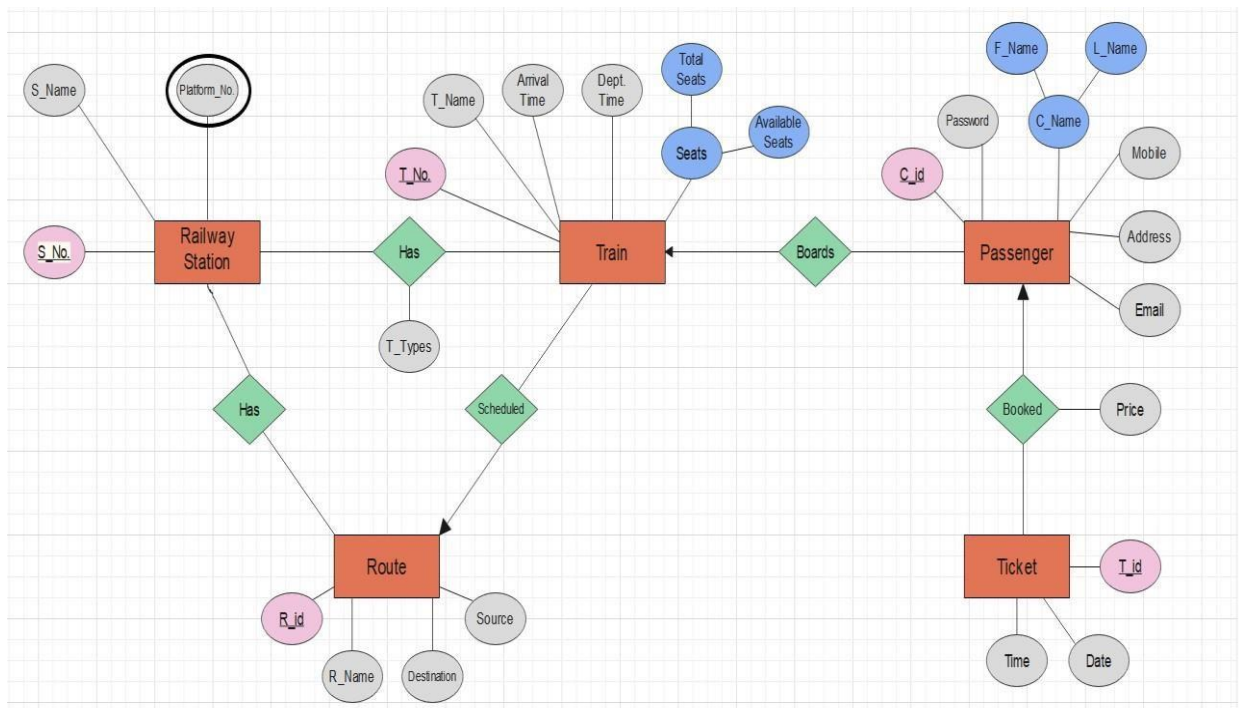 S_Name
Platform_No.
T_Name
Arrival
Time
Dept.
Time
Total
Seats
Available
Seats
Seats
T_No.
F_Name
L_Name
C_Name
Password
C_id
Mobile
Address
Email
S_No.
Railway
Station
Has
Train
Boards
Passenger
T_Types
Has
Scheduled
Booked
Price
Route
Ticket
T_id
R_id
Source
R_Name
Destination
Time
Date